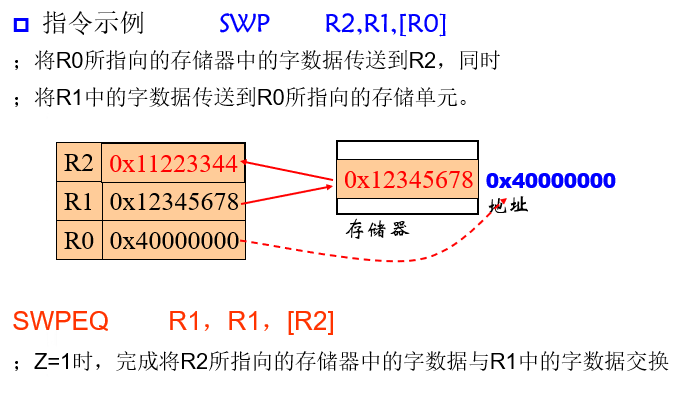 指令示例 SWP R2,R1,[R0]
；将R0所指向的存储器中的字数据传送到R2，同时
；将R1中的字数据传送到R0所指向的存储单元。
R2 0x11223344
R1 0x12345678
R0 0x40000000
0x12345678
0x40000000
地址
存储器
SWPEQ R1，R1，[R2]
；Z=1时，完成将R2所指向的存储器中的字数据与R1中的字数据交换